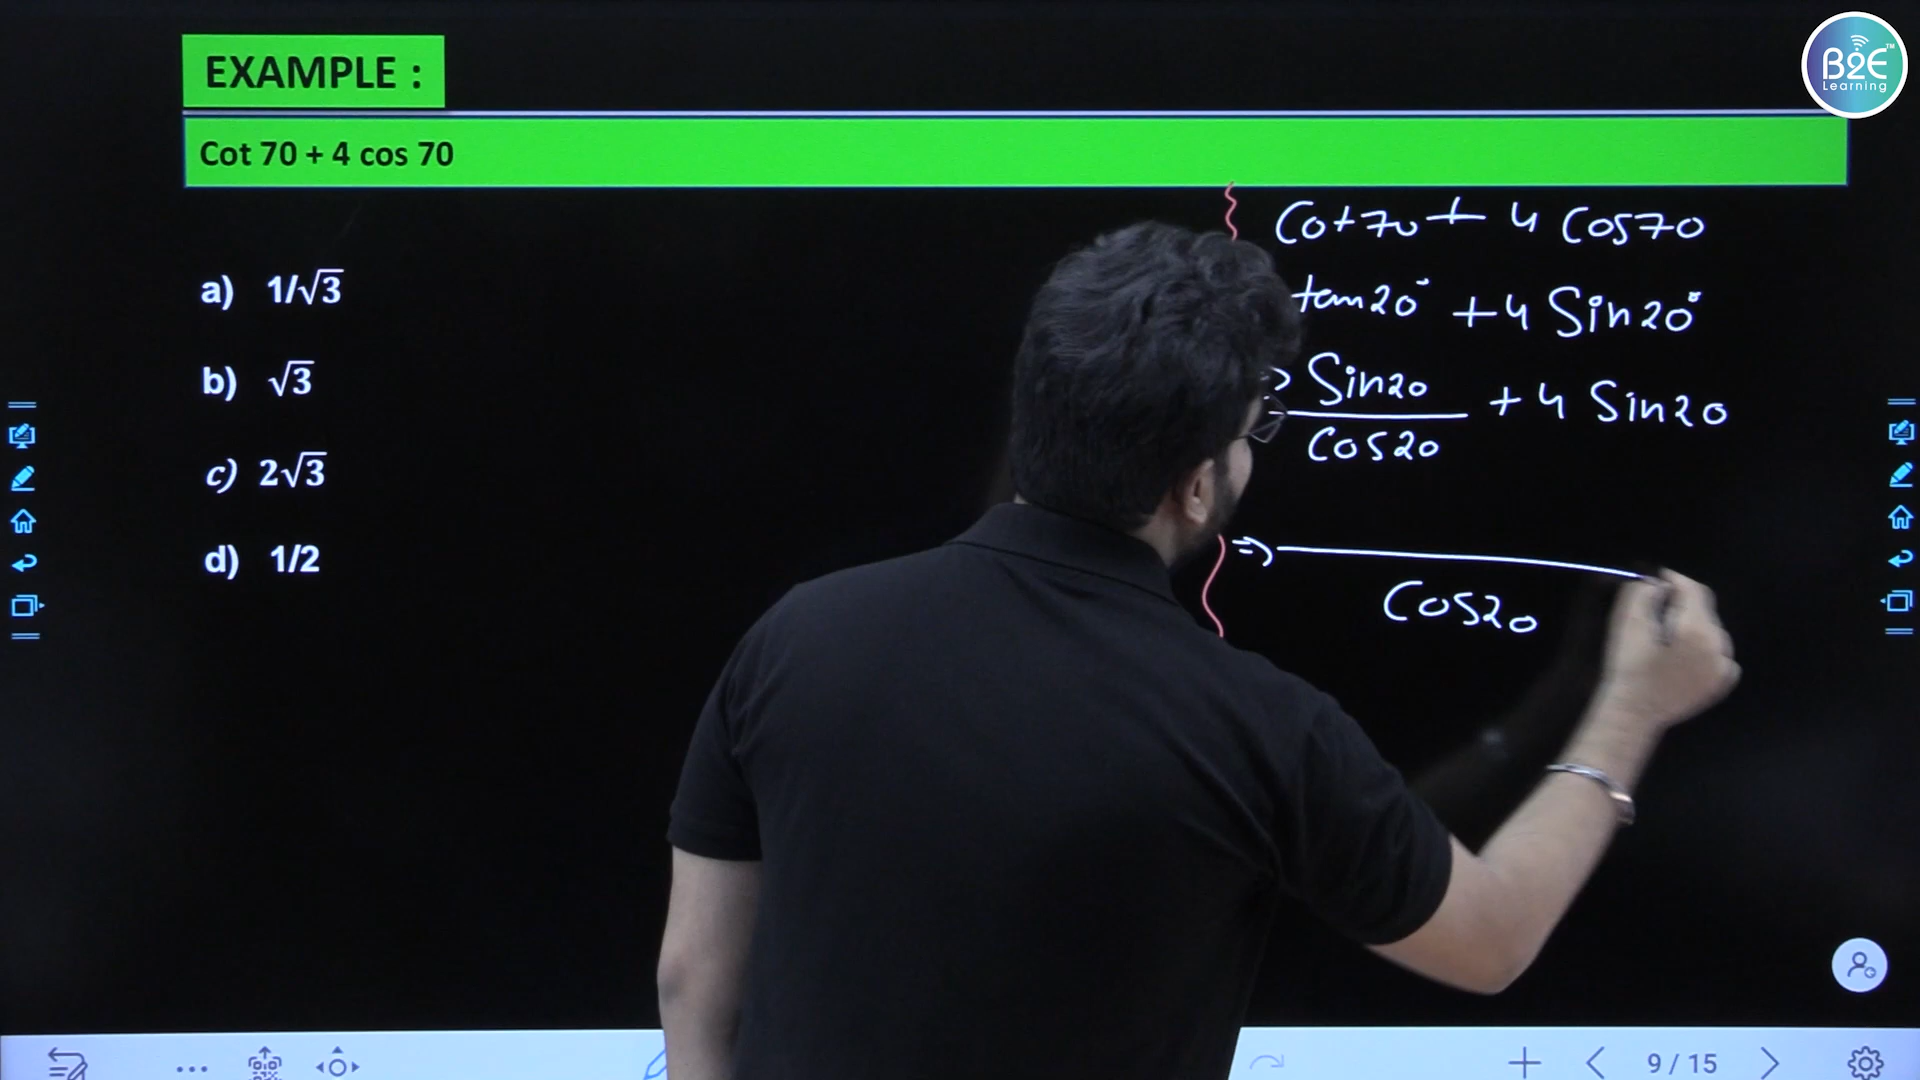 B2E™
Learning
EXAMPLE :
Cot 70 + 4 cos 70
a) 1/√3
b) √3
c) 2√3
d) 1/2
Cot70 + 4 Cos70
tan20° + 4 Sin20°
Sin20
—————— + 4 Sin20
Cos20
⇒ ——————
Cos20
9 / 15